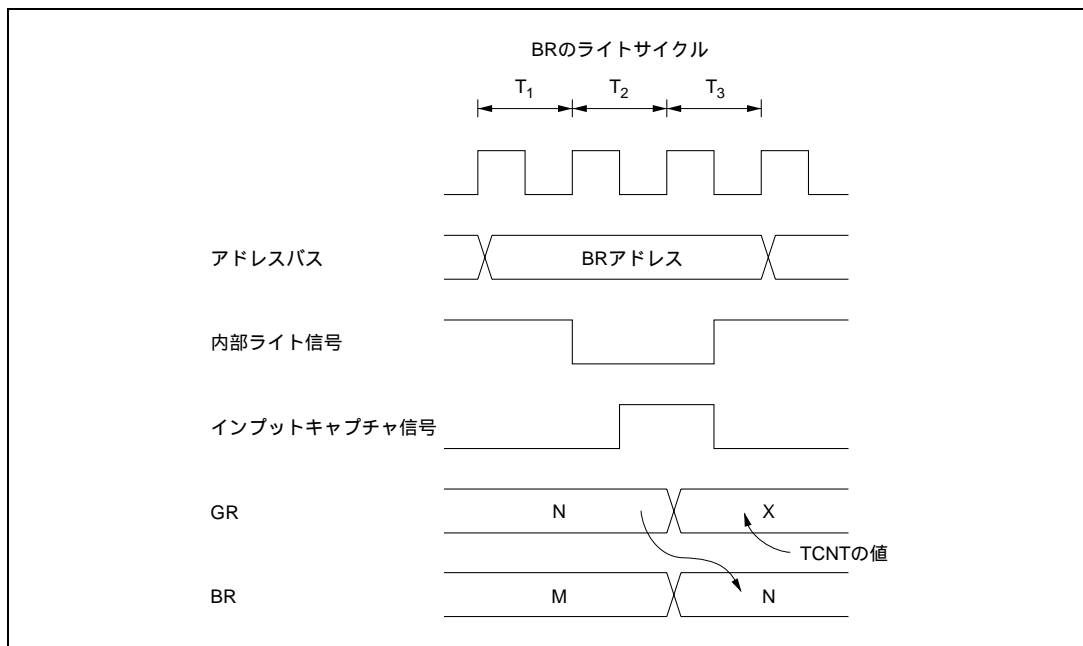 BRのライトサイクル
T1 T2 T3
アドレスバス BRアドレス
内部ライト信号
インプットキャプチャ信号
GR N X
TCNTの値
BR M N